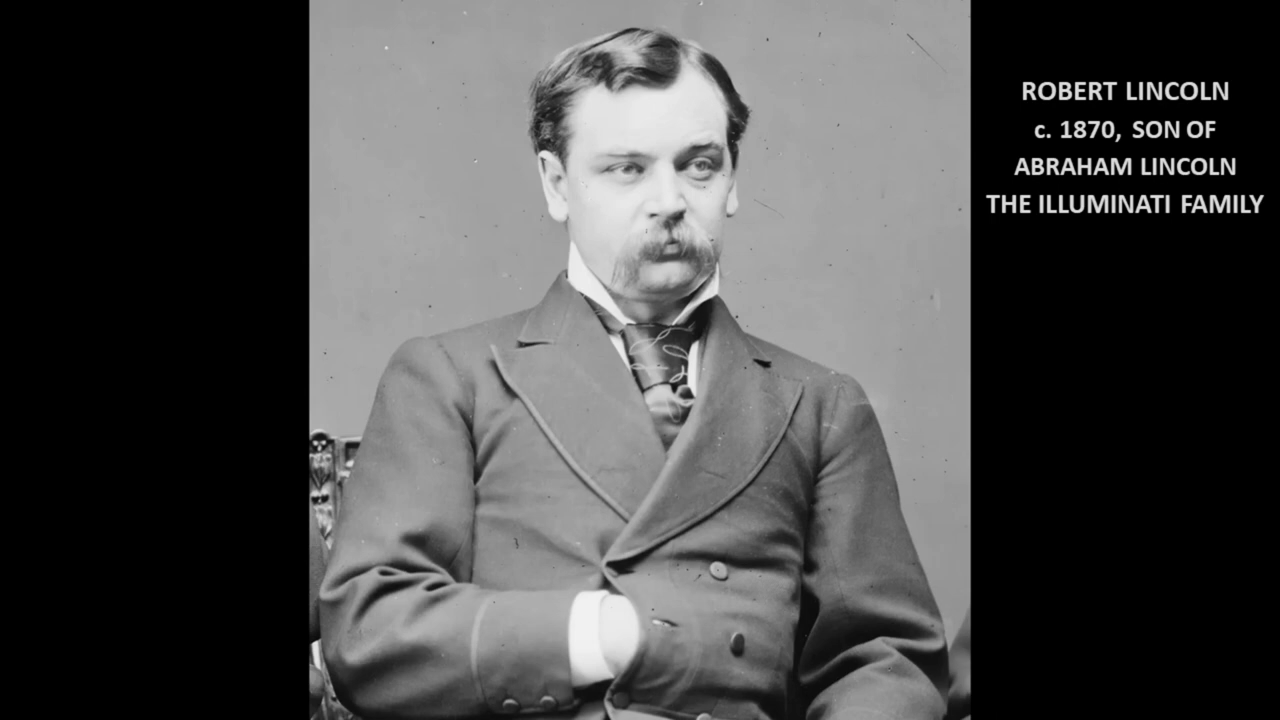 ROBERT LINCOLN
c. 1870, SON OF
ABRAHAM LINCOLN
THE ILLUMINATI FAMILY